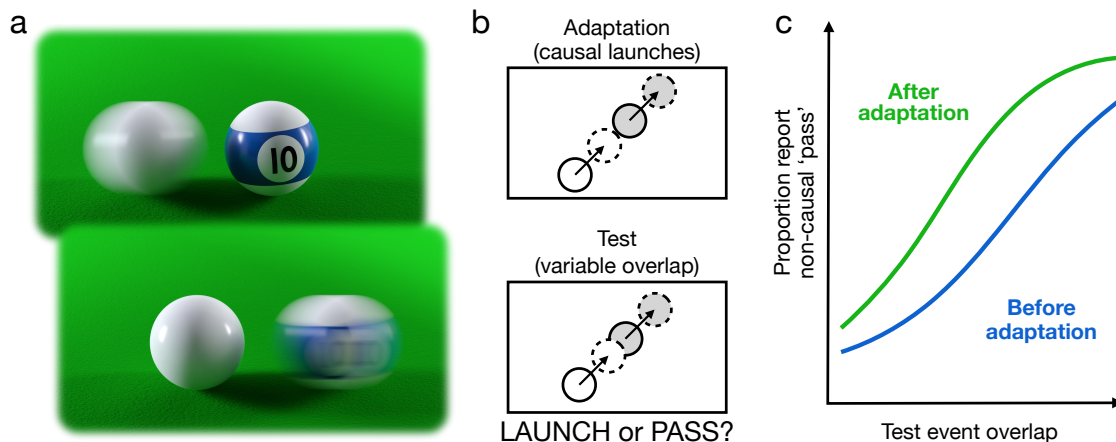 a
10
b
Adaptation
(causal launches)
Test
(variable overlap)
LAUNCH or PASS?
c
Proportion report
non-causal ‘pass’
After
adaptation
Before
adaptation
Test event overlap